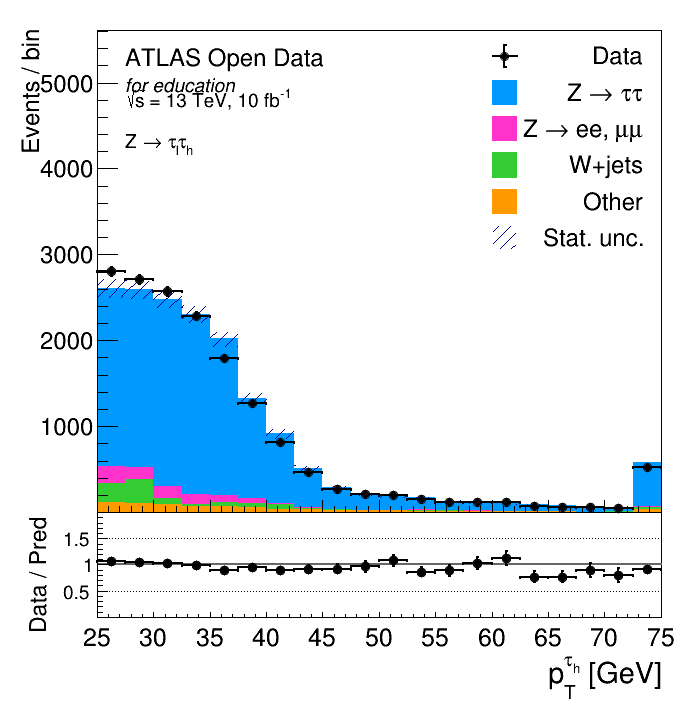 Events / bin
ATLAS Open Data
for education
√s = 13 TeV, 10 fb⁻¹
Z → τₗτₕ
Data
Z → ττ
Z → ee, μμ
W+jets
Other
Stat. unc.
5000
4000
3000
2000
1000
Data / Pred
1.5
1
0.5
25 30 35 40 45 50 55 60 65 70 75
p_T^{τ_h} [GeV]